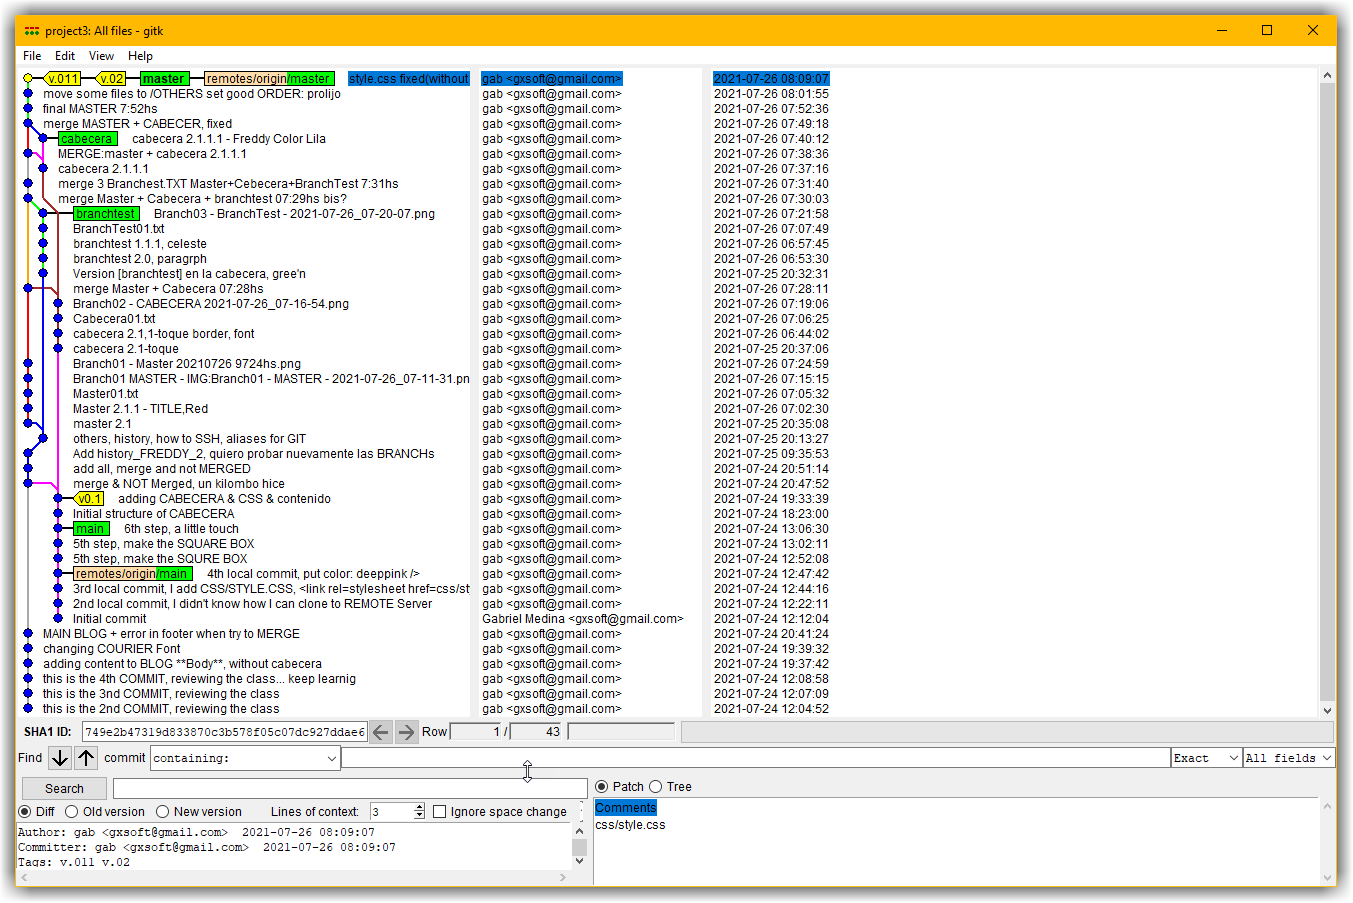 project3: All files - gitk
File Edit View Help
v.011 v.02 master remotes/origin/master style.css fixed(without gab <gxsoft@gmail.com> 2021-07-26 08:09:07
move some files to /OTHERS set good ORDER: prolijo gab <gxsoft@gmail.com> 2021-07-26 08:01:55
final MASTER 7:52hs gab <gxsoft@gmail.com> 2021-07-26 07:52:36
merge MASTER + CABECER, fixed gab <gxsoft@gmail.com> 2021-07-26 07:49:18
cabecera cabecera 2.1.1.1 - Freddy Color Lila gab <gxsoft@gmail.com> 2021-07-26 07:40:12
MERGE:master + cabecera 2.1.1.1 gab <gxsoft@gmail.com> 2021-07-26 07:38:36
cabecera 2.1.1.1 gab <gxsoft@gmail.com> 2021-07-26 07:37:16
merge 3 Branchest.TXT Master+Cebecera+BranchTest 7:31hs gab <gxsoft@gmail.com> 2021-07-26 07:31:40
merge Master + Cabecera + branchtest 07:29hs bis? gab <gxsoft@gmail.com> 2021-07-26 07:30:03
branchtest Branch03 - BranchTest - 2021-07-26_07-20-07.png gab <gxsoft@gmail.com> 2021-07-26 07:21:58
BranchTest01.txt gab <gxsoft@gmail.com> 2021-07-26 07:07:49
branchtest 1.1.1, celeste gab <gxsoft@gmail.com> 2021-07-26 06:57:45
branchtest 2.0, paragrph gab <gxsoft@gmail.com> 2021-07-26 06:53:30
Version [branchtest] en la cabecera, gree'n gab <gxsoft@gmail.com> 2021-07-25 20:32:31
merge Master + Cabecera 07:28hs gab <gxsoft@gmail.com> 2021-07-26 07:28:11
Branch02 - CABECERA 2021-07-26_07-16-54.png gab <gxsoft@gmail.com> 2021-07-26 07:19:06
Cabecera01.txt gab <gxsoft@gmail.com> 2021-07-26 07:06:25
cabecera 2.1,1-toque border, font gab <gxsoft@gmail.com> 2021-07-26 06:44:02
cabecera 2.1-toque gab <gxsoft@gmail.com> 2021-07-25 20:37:06
Branch01 - Master 20210726 9724hs.png gab <gxsoft@gmail.com> 2021-07-26 07:24:59
Branch01 MASTER - IMG:Branch01 - MASTER - 2021-07-26_07-11-31.pn gab <gxsoft@gmail.com> 2021-07-26 07:15:15
Master01.txt gab <gxsoft@gmail.com> 2021-07-26 07:05:32
Master 2.1.1 - TITLE,Red gab <gxsoft@gmail.com> 2021-07-26 07:02:30
master 2.1 gab <gxsoft@gmail.com> 2021-07-25 20:35:08
others, history, how to SSH, aliases for GIT gab <gxsoft@gmail.com> 2021-07-25 20:13:27
Add history_FREDDY_2, quiero probar nuevamente las BRANCHs gab <gxsoft@gmail.com> 2021-07-25 09:35:53
add all, merge and not MERGED gab <gxsoft@gmail.com> 2021-07-24 20:51:14
merge & NOT Merged, un kilombo hice gab <gxsoft@gmail.com> 2021-07-24 20:47:52
v0.1 adding CABECERA & CSS & contenido gab <gxsoft@gmail.com> 2021-07-24 19:33:39
Initial structure of CABECERA gab <gxsoft@gmail.com> 2021-07-24 18:23:00
main 6th step, a little touch gab <gxsoft@gmail.com> 2021-07-24 13:06:30
5th step, make the SQUARE BOX gab <gxsoft@gmail.com> 2021-07-24 13:02:11
5th step, make the SQURE BOX gab <gxsoft@gmail.com> 2021-07-24 12:52:08
remotes/origin/main 4th local commit, put color: deeppink /> gab <gxsoft@gmail.com> 2021-07-24 12:47:42
3rd local commit, I add CSS/STYLE.CSS, <link rel=stylesheet href=css/st gab <gxsoft@gmail.com> 2021-07-24 12:44:16
2nd local commit, I didn't know how I can clone to REMOTE Server gab <gxsoft@gmail.com> 2021-07-24 12:22:11
Initial commit Gabriel Medina <gxsoft@gmail.com> 2021-07-24 12:12:04
MAIN BLOG + error in footer when try to MERGE gab <gxsoft@gmail.com> 2021-07-24 20:41:24
changing COURIER Font gab <gxsoft@gmail.com> 2021-07-24 19:39:32
adding content to BLOG **Body**, without cabecera gab <gxsoft@gmail.com> 2021-07-24 19:37:42
this is the 4th COMMIT, reviewing the class... keep learnig gab <gxsoft@gmail.com> 2021-07-24 12:08:58
this is the 3nd COMMIT, reviewing the class gab <gxsoft@gmail.com> 2021-07-24 12:07:09
this is the 2nd COMMIT, reviewing the class gab <gxsoft@gmail.com> 2021-07-24 12:04:52
SHA1 ID: 749e2b47319d833870c3b578f05c07dc927ddae6 Row 1 / 43
Find commit containing: Exact All fields
Search Patch Tree
Diff Old version New version Lines of context: 3 Ignore space change
Comments
css/style.css
Author: gab <gxsoft@gmail.com> 2021-07-26 08:09:07
Committer: gab <gxsoft@gmail.com> 2021-07-26 08:09:07
Tags: v.011 v.02